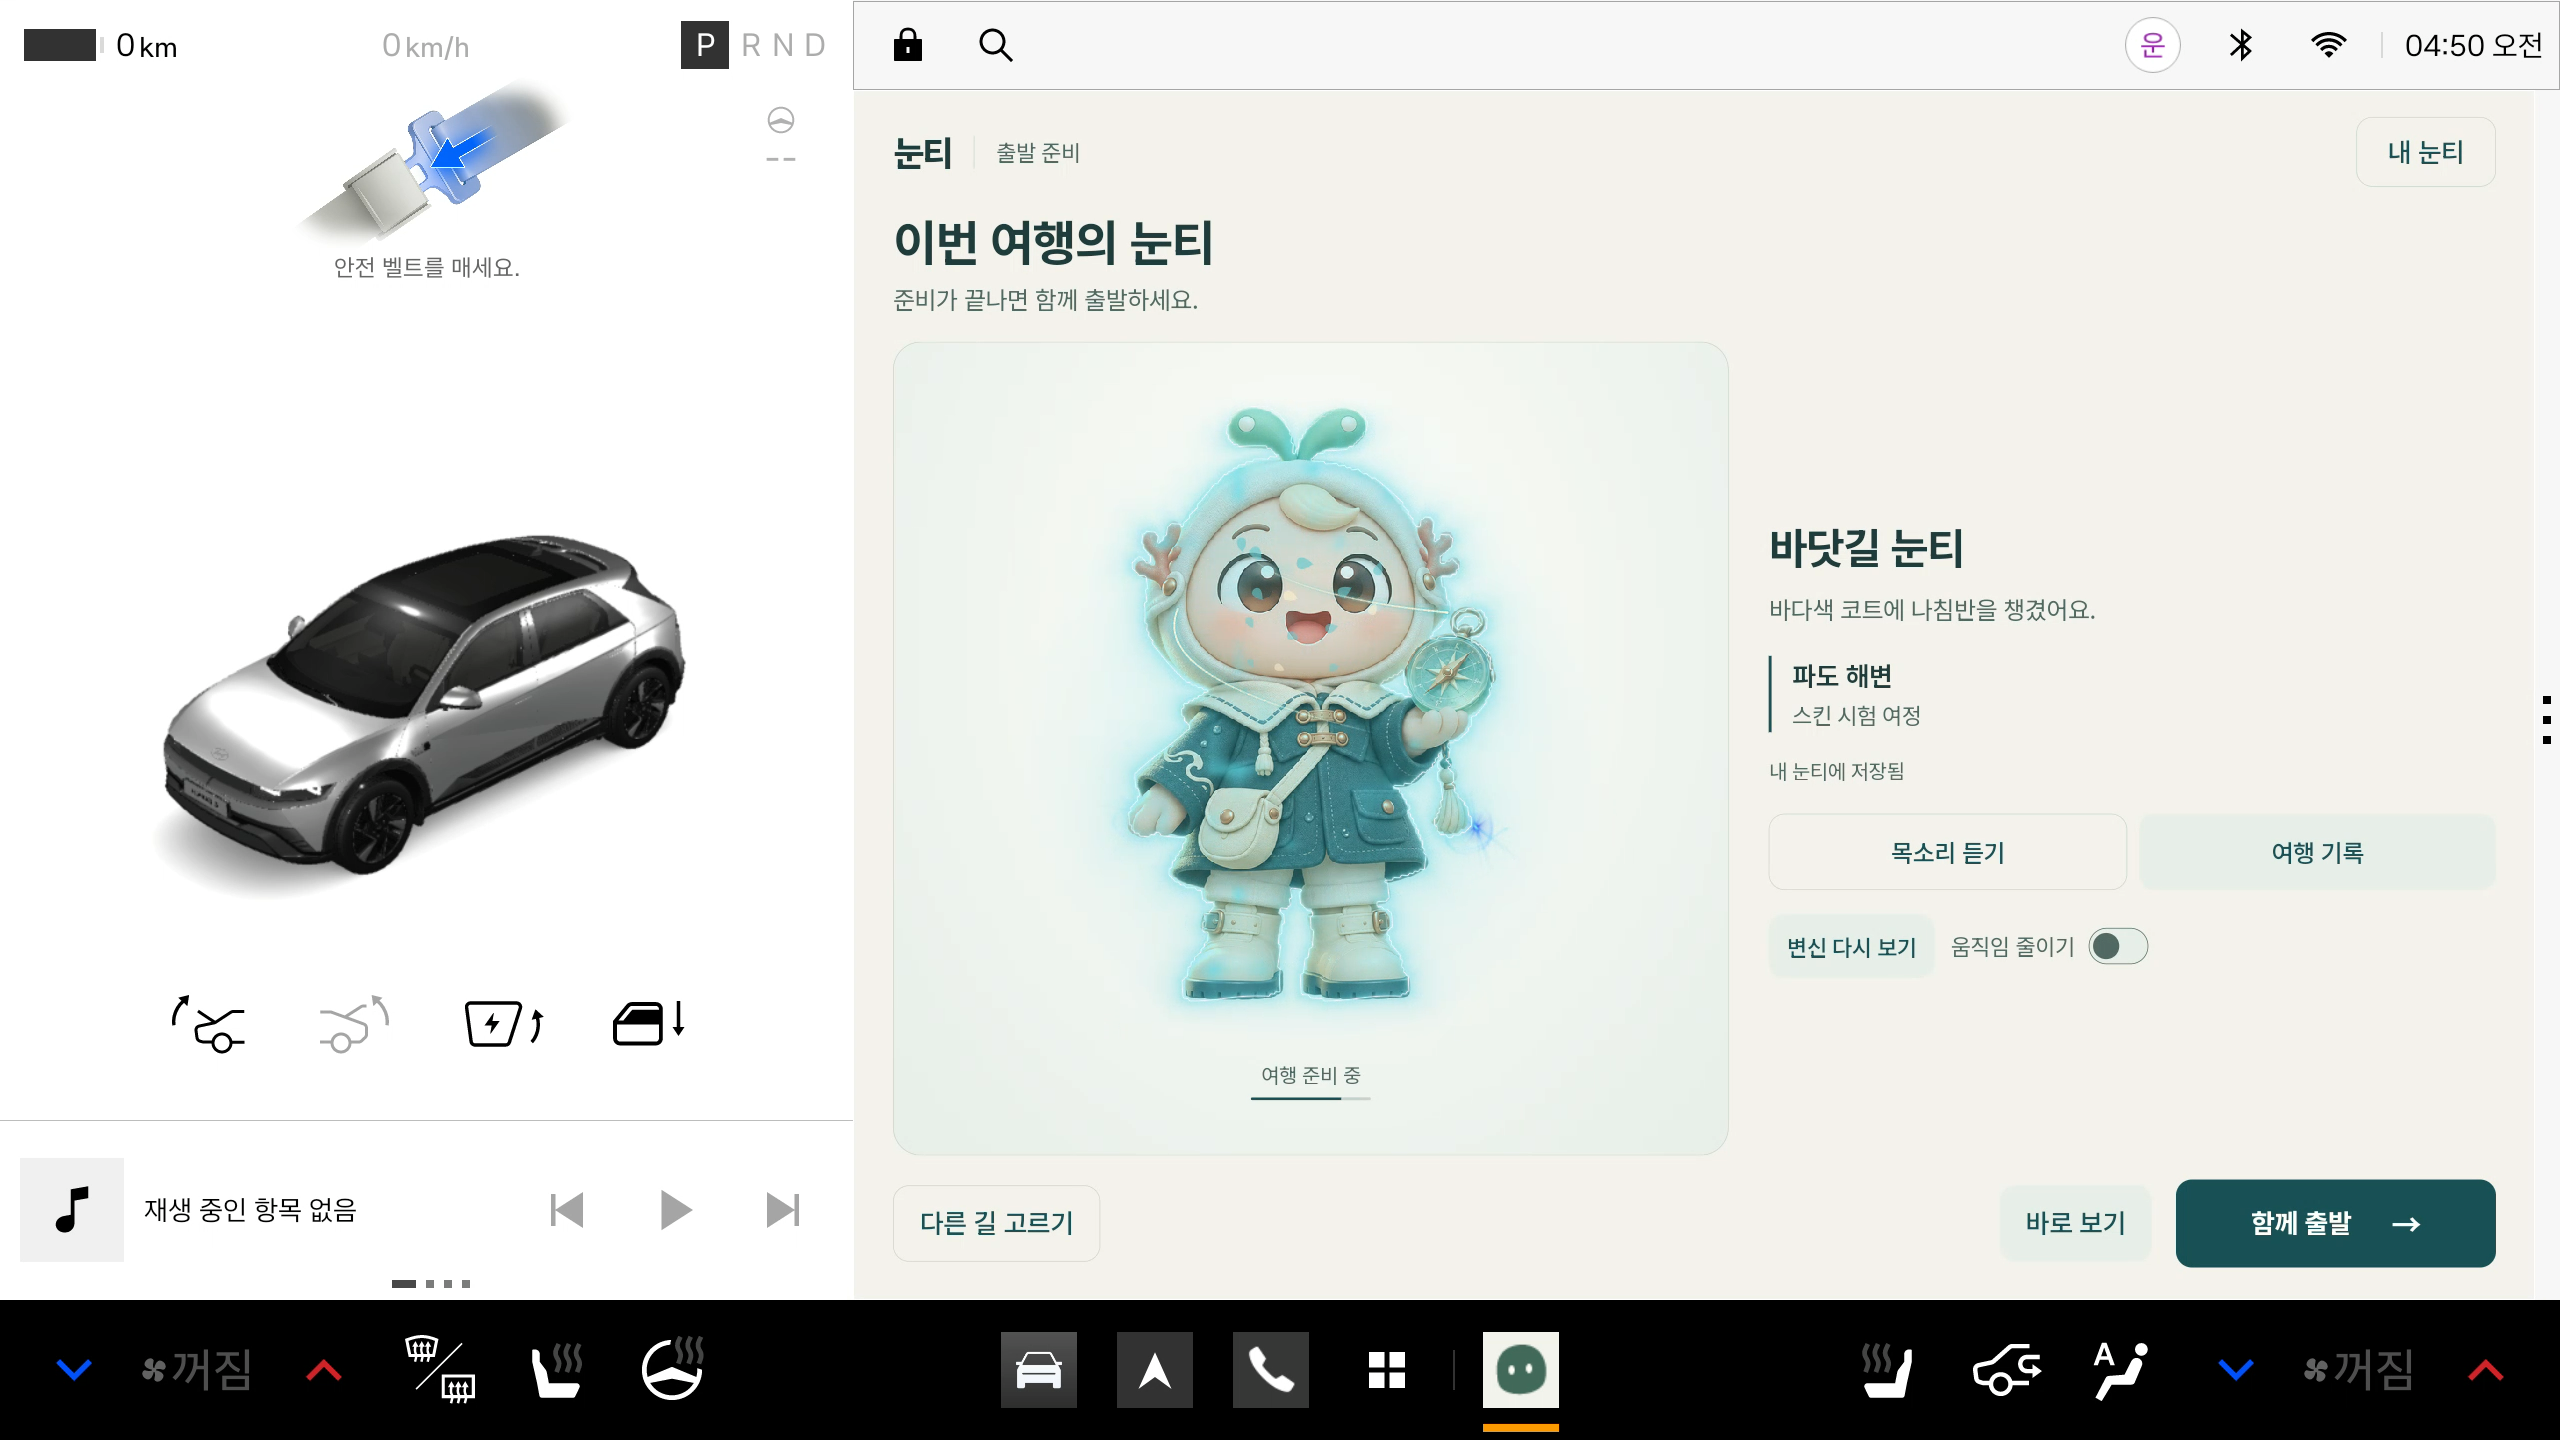 0 km
0 km/h
P R N D
안전 벨트를 매세요.
재생 중인 항목 없음
운
04:50 오전
눈티
출발 준비
내 눈티
이번 여행의 눈티
준비가 끝나면 함께 출발하세요.
여행 준비 중
바닷길 눈티
바다색 코트에 나침반을 챙겼어요.
파도 해변
스킨 시험 여정
내 눈티에 저장됨
목소리 듣기
여행 기록
변신 다시 보기
움직임 줄이기
다른 길 고르기
바로 보기
함께 출발 →
꺼짐
A
꺼짐